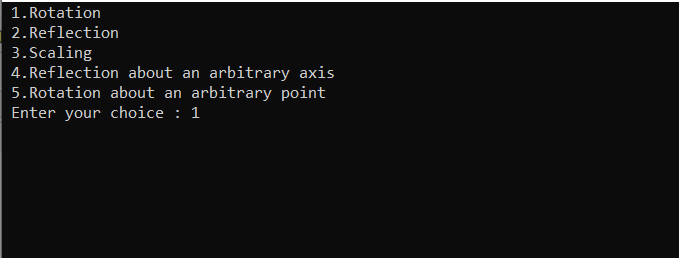 1.Rotation
2.Reflection
3.Scaling
4.Reflection about an arbitrary axis
5.Rotation about an arbitrary point
Enter your choice : 1